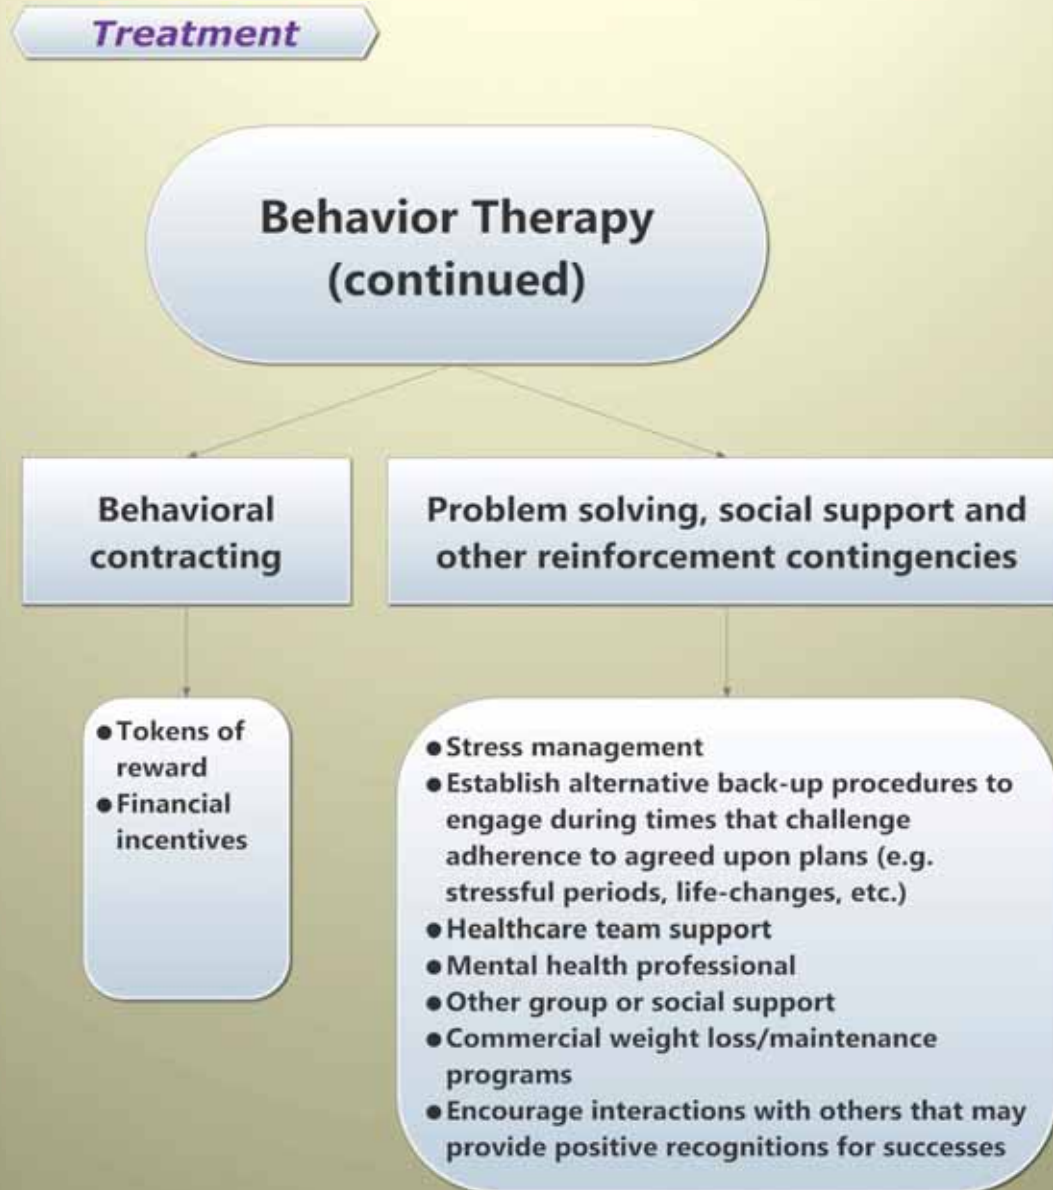 Treatment
Behavior Therapy
(continued)
Behavioral
contracting
Problem solving, social support and
other reinforcement contingencies
●Tokens of
reward
●Financial
incentives
●Stress management
●Establish alternative back-up procedures to
engage during times that challenge
adherence to agreed upon plans (e.g.
stressful periods, life-changes, etc.)
●Healthcare team support
●Mental health professional
●Other group or social support
●Commercial weight loss/maintenance
programs
●Encourage interactions with others that may
provide positive recognitions for successes